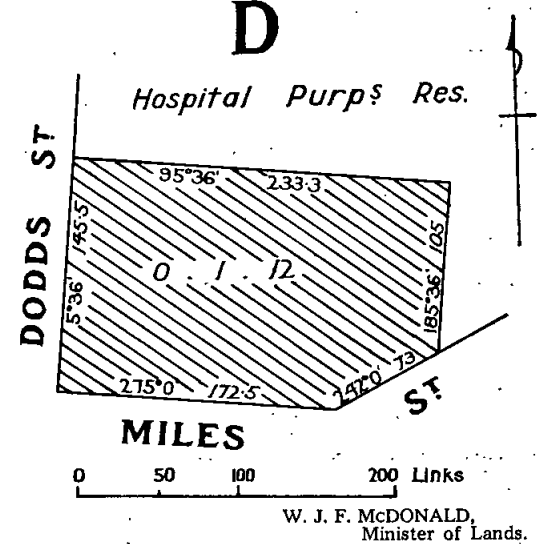 D
Hospital Purps Res.
DODDS ST
95°36' 233·3
145·5
5°36'
0 . 1 . 12
105
185°36'
242°0' 73
275°0' 172·5
MILES ST
0 50 100 200 Links
W. J. F. McDONALD,
Minister of Lands.